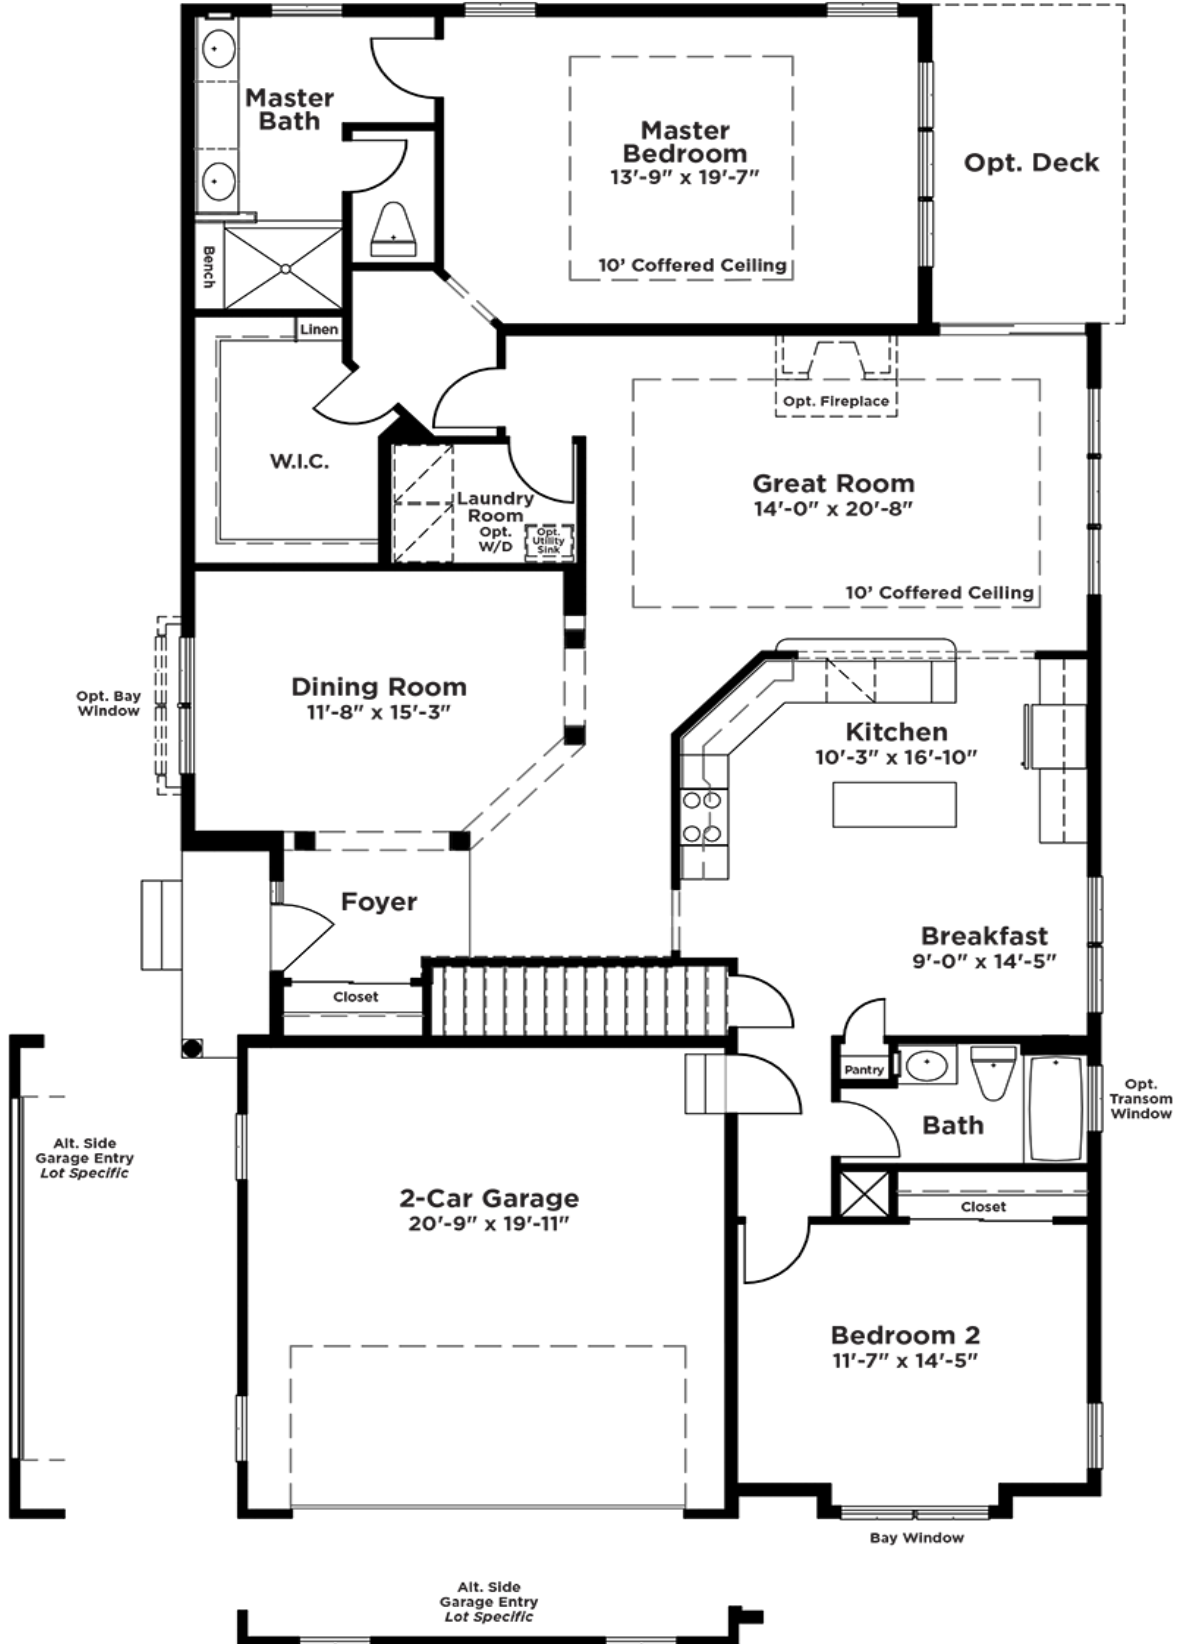 Master
Bath
Master
Bedroom
13'-9" x 19'-7"
10' Coffered Ceiling
Opt. Deck
Bench
Linen
W.I.C.
Opt. Fireplace
Great Room
14'-0" x 20'-8"
10' Coffered Ceiling
Laundry
Room
Opt.
W/D
Opt.
Utility
Sink
Opt. Bay
Window
Dining Room
11'-8" x 15'-3"
Kitchen
10'-3" x 16'-10"
Foyer
Breakfast
9'-0" x 14'-5"
Closet
Pantry
Bath
Opt.
Transom
Window
Alt. Side
Garage Entry
Lot Specific
2-Car Garage
20'-9" x 19'-11"
Closet
Bedroom 2
11'-7" x 14'-5"
Bay Window
Alt. Side
Garage Entry
Lot Specific